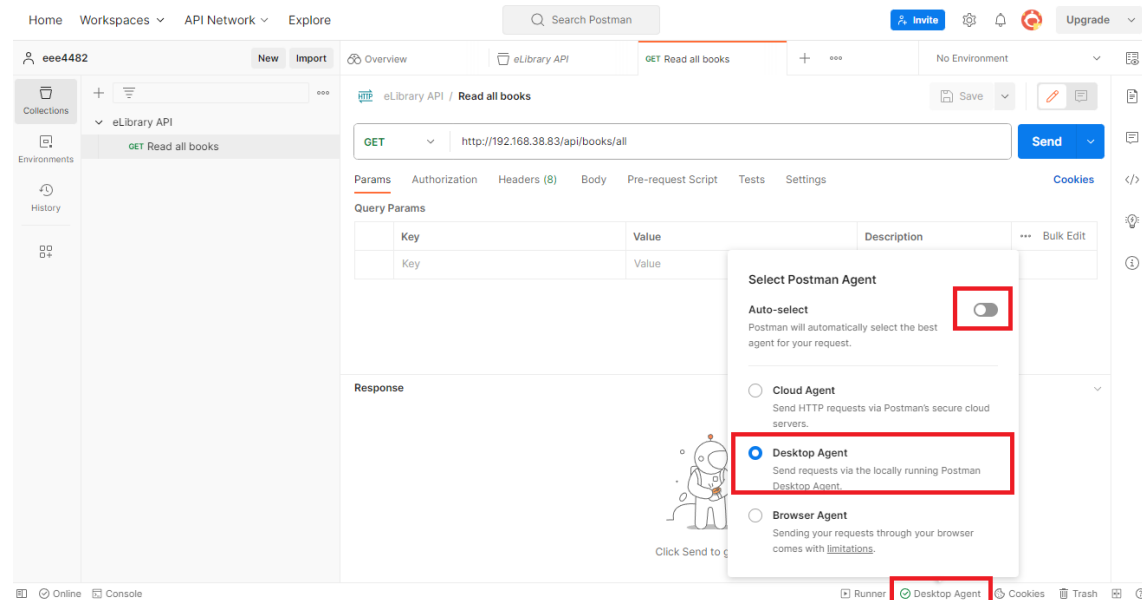 Home Workspaces API Network Explore Search Postman Invite Upgrade
eee4482 New Import Overview eLibrary API GET Read all books No Environment
Collections
eLibrary API
GET Read all books
Environments
History
HTTP eLibrary API / Read all books Save
GET http://192.168.38.83/api/books/all Send
Params Authorization Headers (8) Body Pre-request Script Tests Settings Cookies
Query Params
Key Value Description Bulk Edit
Key Value
Select Postman Agent
Auto-select
Postman will automatically select the best
agent for your request.
Cloud Agent
Send HTTP requests via Postman's secure cloud
servers.
Desktop Agent
Send requests via the locally running Postman
Desktop Agent.
Browser Agent
Sending your requests through your browser
comes with limitations.
Response
Click Send to
Online Console Runner Desktop Agent Cookies Trash